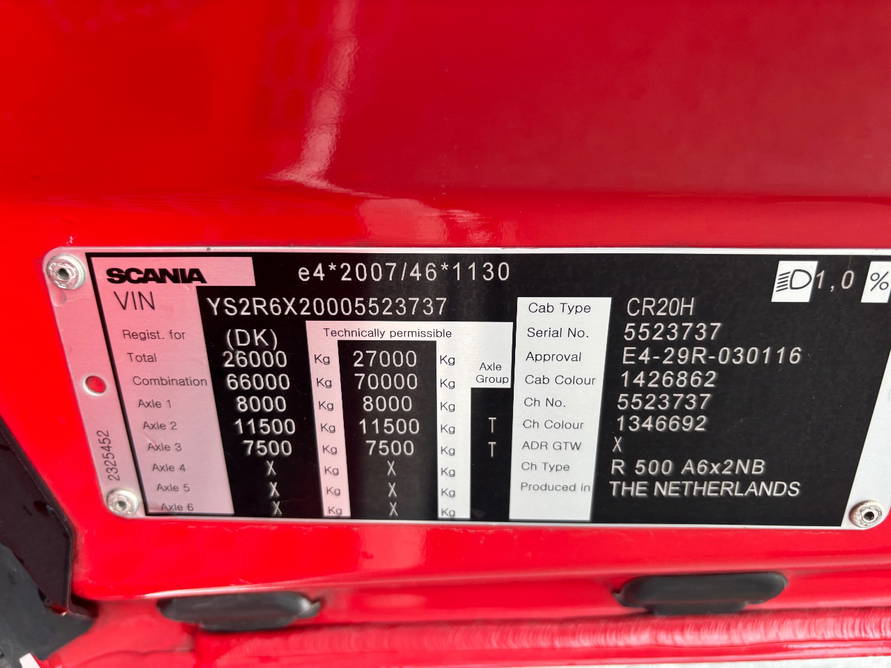 SCANIA e4*2007/46*1130 1,0 %
VIN YS2R6X20005523737
Regist. for (DK) Technically permissible
Total 26000 Kg 27000 Kg Axle Group
Combination 66000 Kg 70000 Kg
Axle 1 8000 Kg 8000 Kg
Axle 2 11500 Kg 11500 Kg T
Axle 3 7500 Kg 7500 Kg T
Axle 4 X Kg X Kg
Axle 5 X Kg X Kg
Axle 6 X Kg X Kg
Cab Type CR20H
Serial No. 5523737
Approval E4-29R-030116
Cab Colour 1426862
Ch No. 5523737
Ch Colour 1346692
ADR GTW X
Ch Type R 500 A6x2NB
Produced in THE NETHERLANDS
2325452